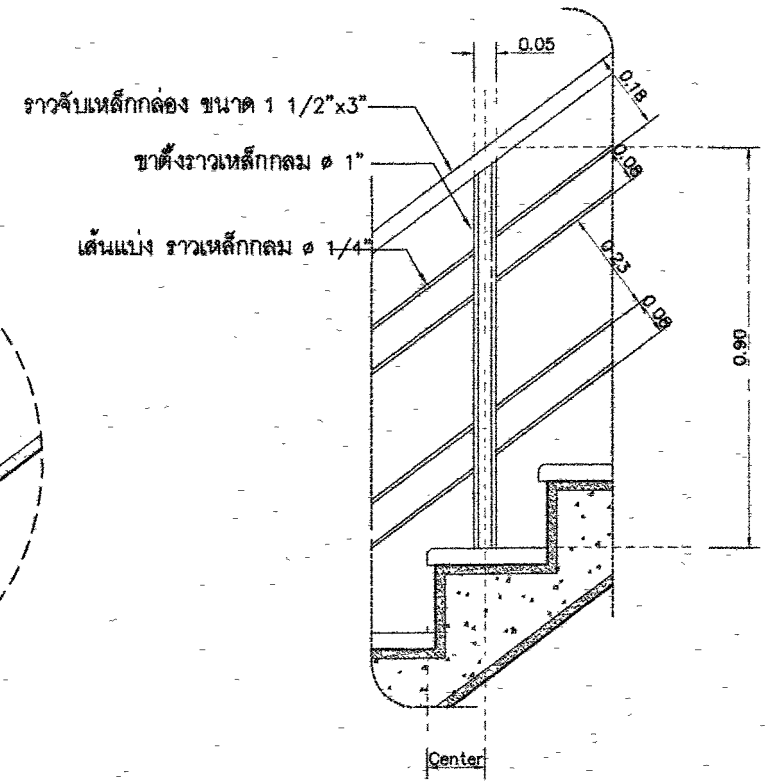 0.05
ราวจับเหล็กกล่อง ขนาด 1 1/2"x3"
0.18
ขาตั้งราวเหล็กกลม ø 1"
0.08
เส้นแบ่ง ราวเหล็กกลม ø 1/4"
0.23
0.08
0.90
Center